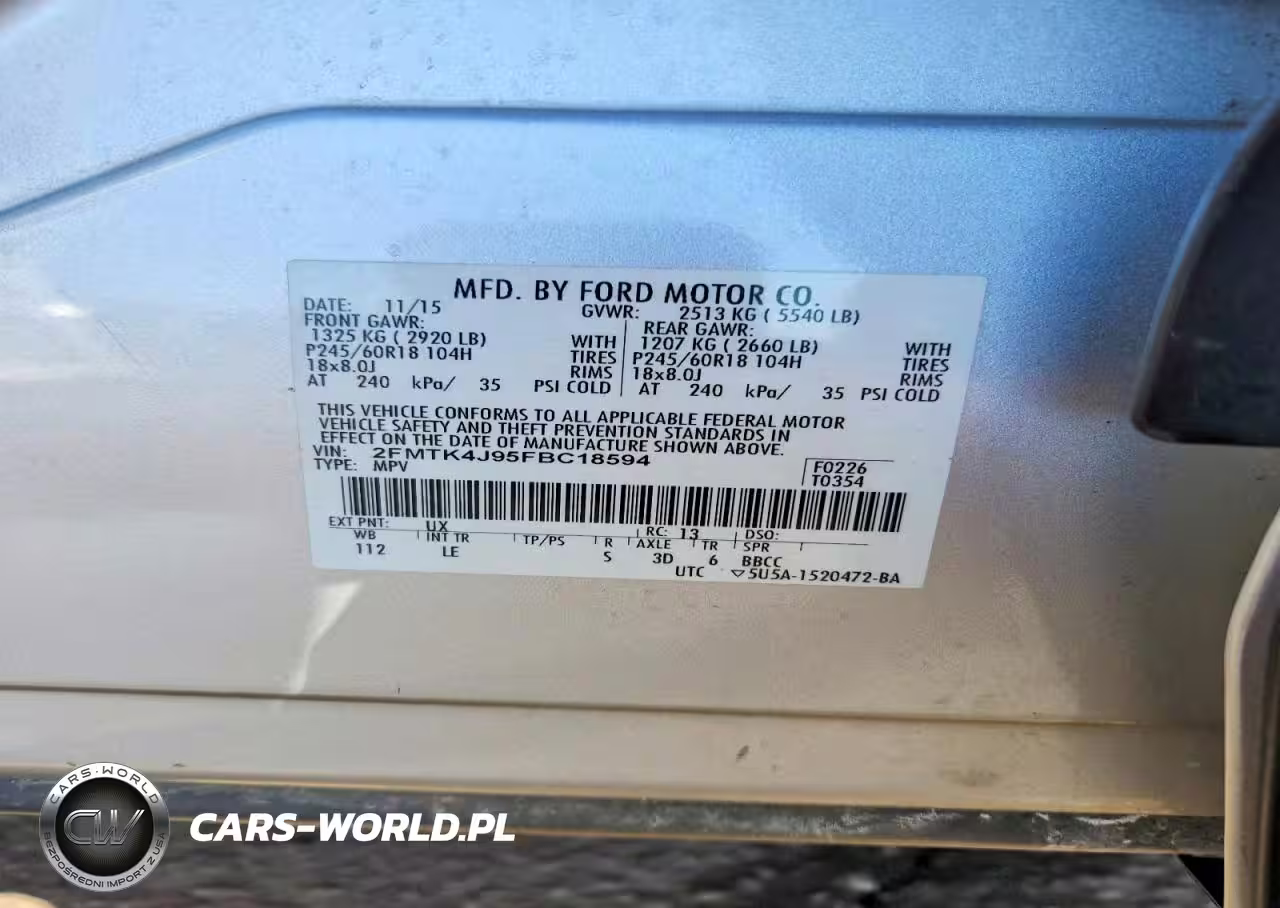 MFD. BY FORD MOTOR CO.
DATE: 11/15 GVWR: 2513 KG ( 5540 LB)
FRONT GAWR: REAR GAWR:
1325 KG ( 2920 LB) WITH 1207 KG ( 2660 LB) WITH
P245/60R18 104H TIRES P245/60R18 104H TIRES
18x8.0J RIMS 18x8.0J RIMS
AT 240 kPa/ 35 PSI COLD AT 240 kPa/ 35 PSI COLD
THIS VEHICLE CONFORMS TO ALL APPLICABLE FEDERAL MOTOR
VEHICLE SAFETY AND THEFT PREVENTION STANDARDS IN
EFFECT ON THE DATE OF MANUFACTURE SHOWN ABOVE.
VIN: 2FMTK4J95FBC18594
TYPE: MPV F0226
T0354
EXT PNT: UX RC: 13 DSO:
WB INT TR TP/PS R AXLE TR SPR
112 LE S 3D 6 BBCC
UTC ▽5U5A-1520472-BA
CARS-WORLD
CW
BEZPOŚREDNI IMPORT Z USA
CARS-WORLD.PL